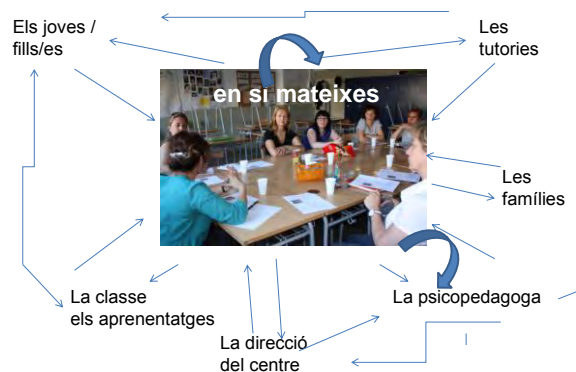 Els joves /
fills/es
Les
tutories
en si mateixes
Les
famílies
La classe
els aprenentatges
La psicopedagoga
La direcció
del centre